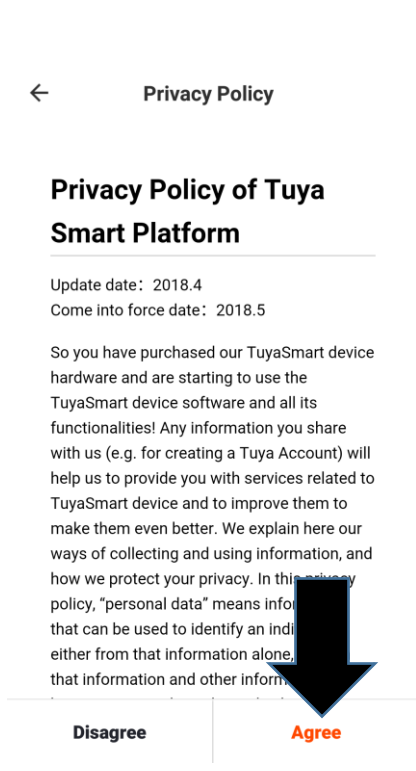 Privacy Policy
Privacy Policy of Tuya
Smart Platform
Update date: 2018.4
Come into force date: 2018.5
So you have purchased our TuyaSmart device
hardware and are starting to use the
TuyaSmart device software and all its
functionalities! Any information you share
with us (e.g. for creating a Tuya Account) will
help us to provide you with services related to
TuyaSmart device and to improve them to
make them even better. We explain here our
ways of collecting and using information, and
how we protect your privacy. In this privacy
policy, “personal data” means
that can be used to identify an
either from that information alone,
that information and other
Disagree
Agree